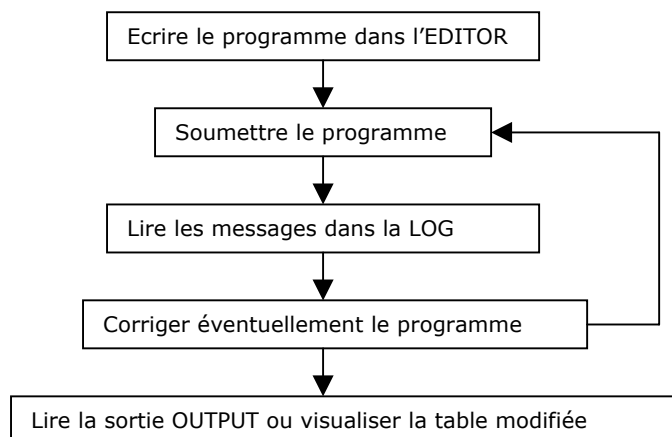 Ecrire le programme dans l’EDITOR
Soumettre le programme
Lire les messages dans la LOG
Corriger éventuellement le programme
Lire la sortie OUTPUT ou visualiser la table modifiée